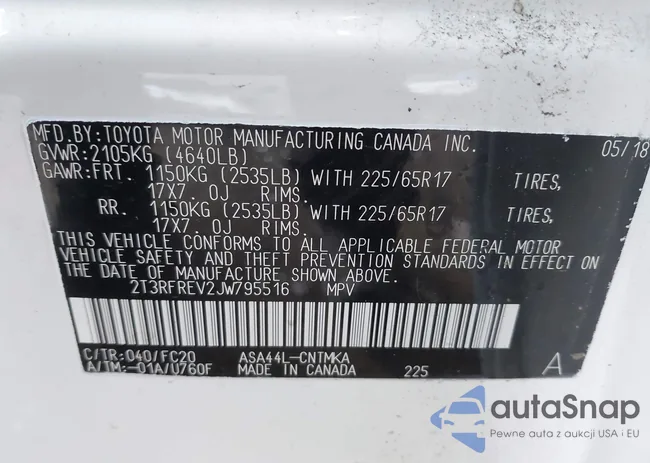 MFD.BY:TOYOTA MOTOR MANUFACTURING CANADA INC. 05/18
GVWR:2105KG (4640LB)
GAWR:FRT. 1150KG (2535LB) WITH 225/65R17 TIRES,
17X7. 0J RIMS.
RR. 1150KG (2535LB) WITH 225/65R17 TIRES,
17X7. 0J RIMS.
THIS VEHICLE CONFORMS TO ALL APPLICABLE FEDERAL MOTOR
VEHICLE SAFETY AND THEFT PREVENTION STANDARDS IN EFFECT ON
THE DATE OF MANUFACTURE SHOWN ABOVE.
2T3RFREV2JW795516 MPV
C/TR:040/FC20 ASA44L-CNTMKA A
A/TM:-01A/U760F MADE IN CANADA 225
autaSnap
Pewne auta z aukcji USA i EU